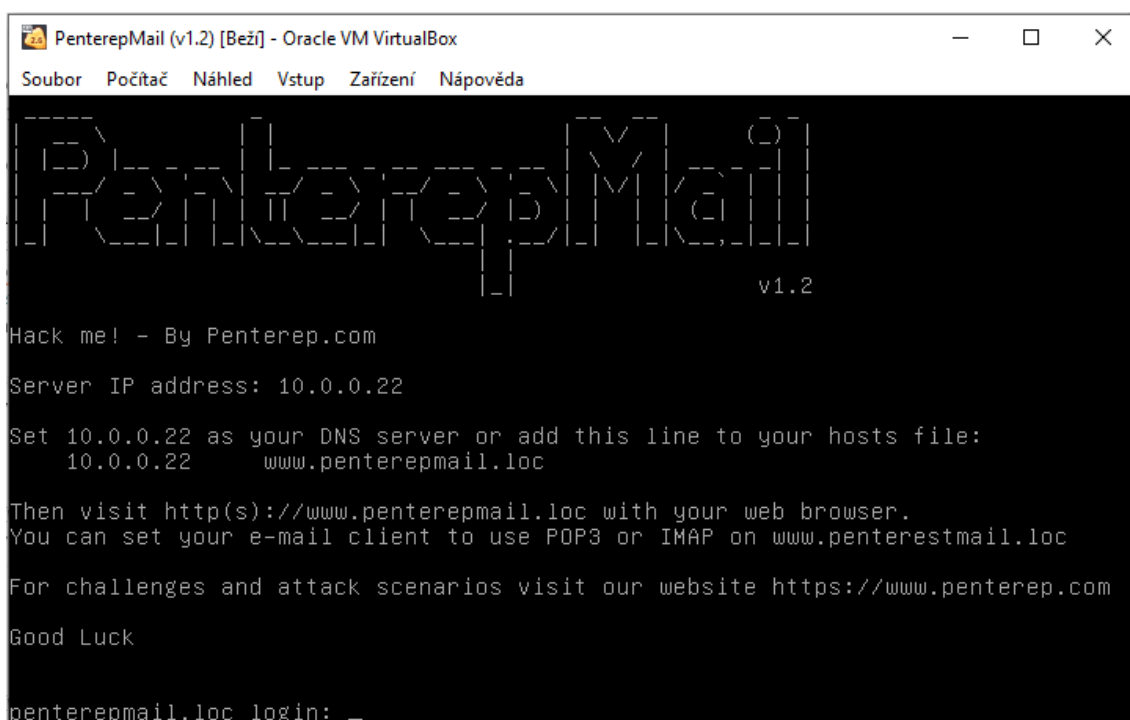 PenterepMail (v1.2) [Beží] - Oracle VM VirtualBox
Soubor Počítač Náhled Vstup Zařízení Nápověda
PenterepMail
v1.2
Hack me! - By Penterep.com
Server IP address: 10.0.0.22
Set 10.0.0.22 as your DNS server or add this line to your hosts file:
10.0.0.22 www.penterepmail.loc
Then visit http(s)://www.penterepmail.loc with your web browser.
You can set your e-mail client to use POP3 or IMAP on www.penterestmail.loc
For challenges and attack scenarios visit our website https://www.penterep.com
Good Luck
penterepmail.loc login: _